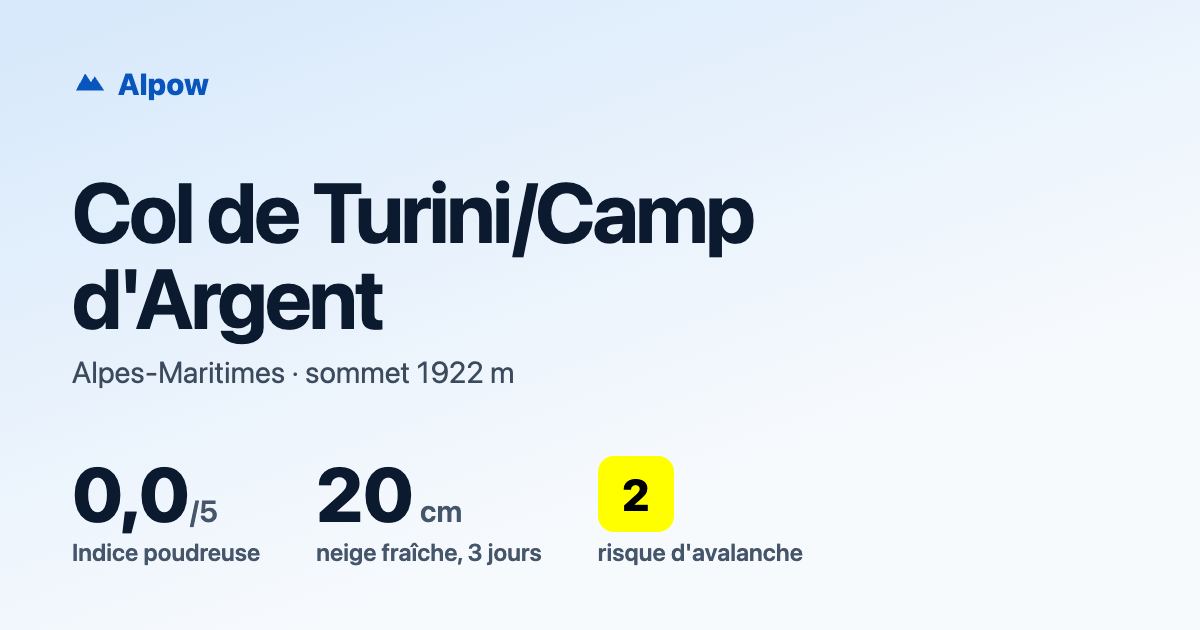 Alpow
Col de Turini/Camp
d'Argent
Alpes-Maritimes · sommet 1922 m
0,0/5
Indice poudreuse
20 cm
neige fraîche, 3 jours
2
risque d'avalanche